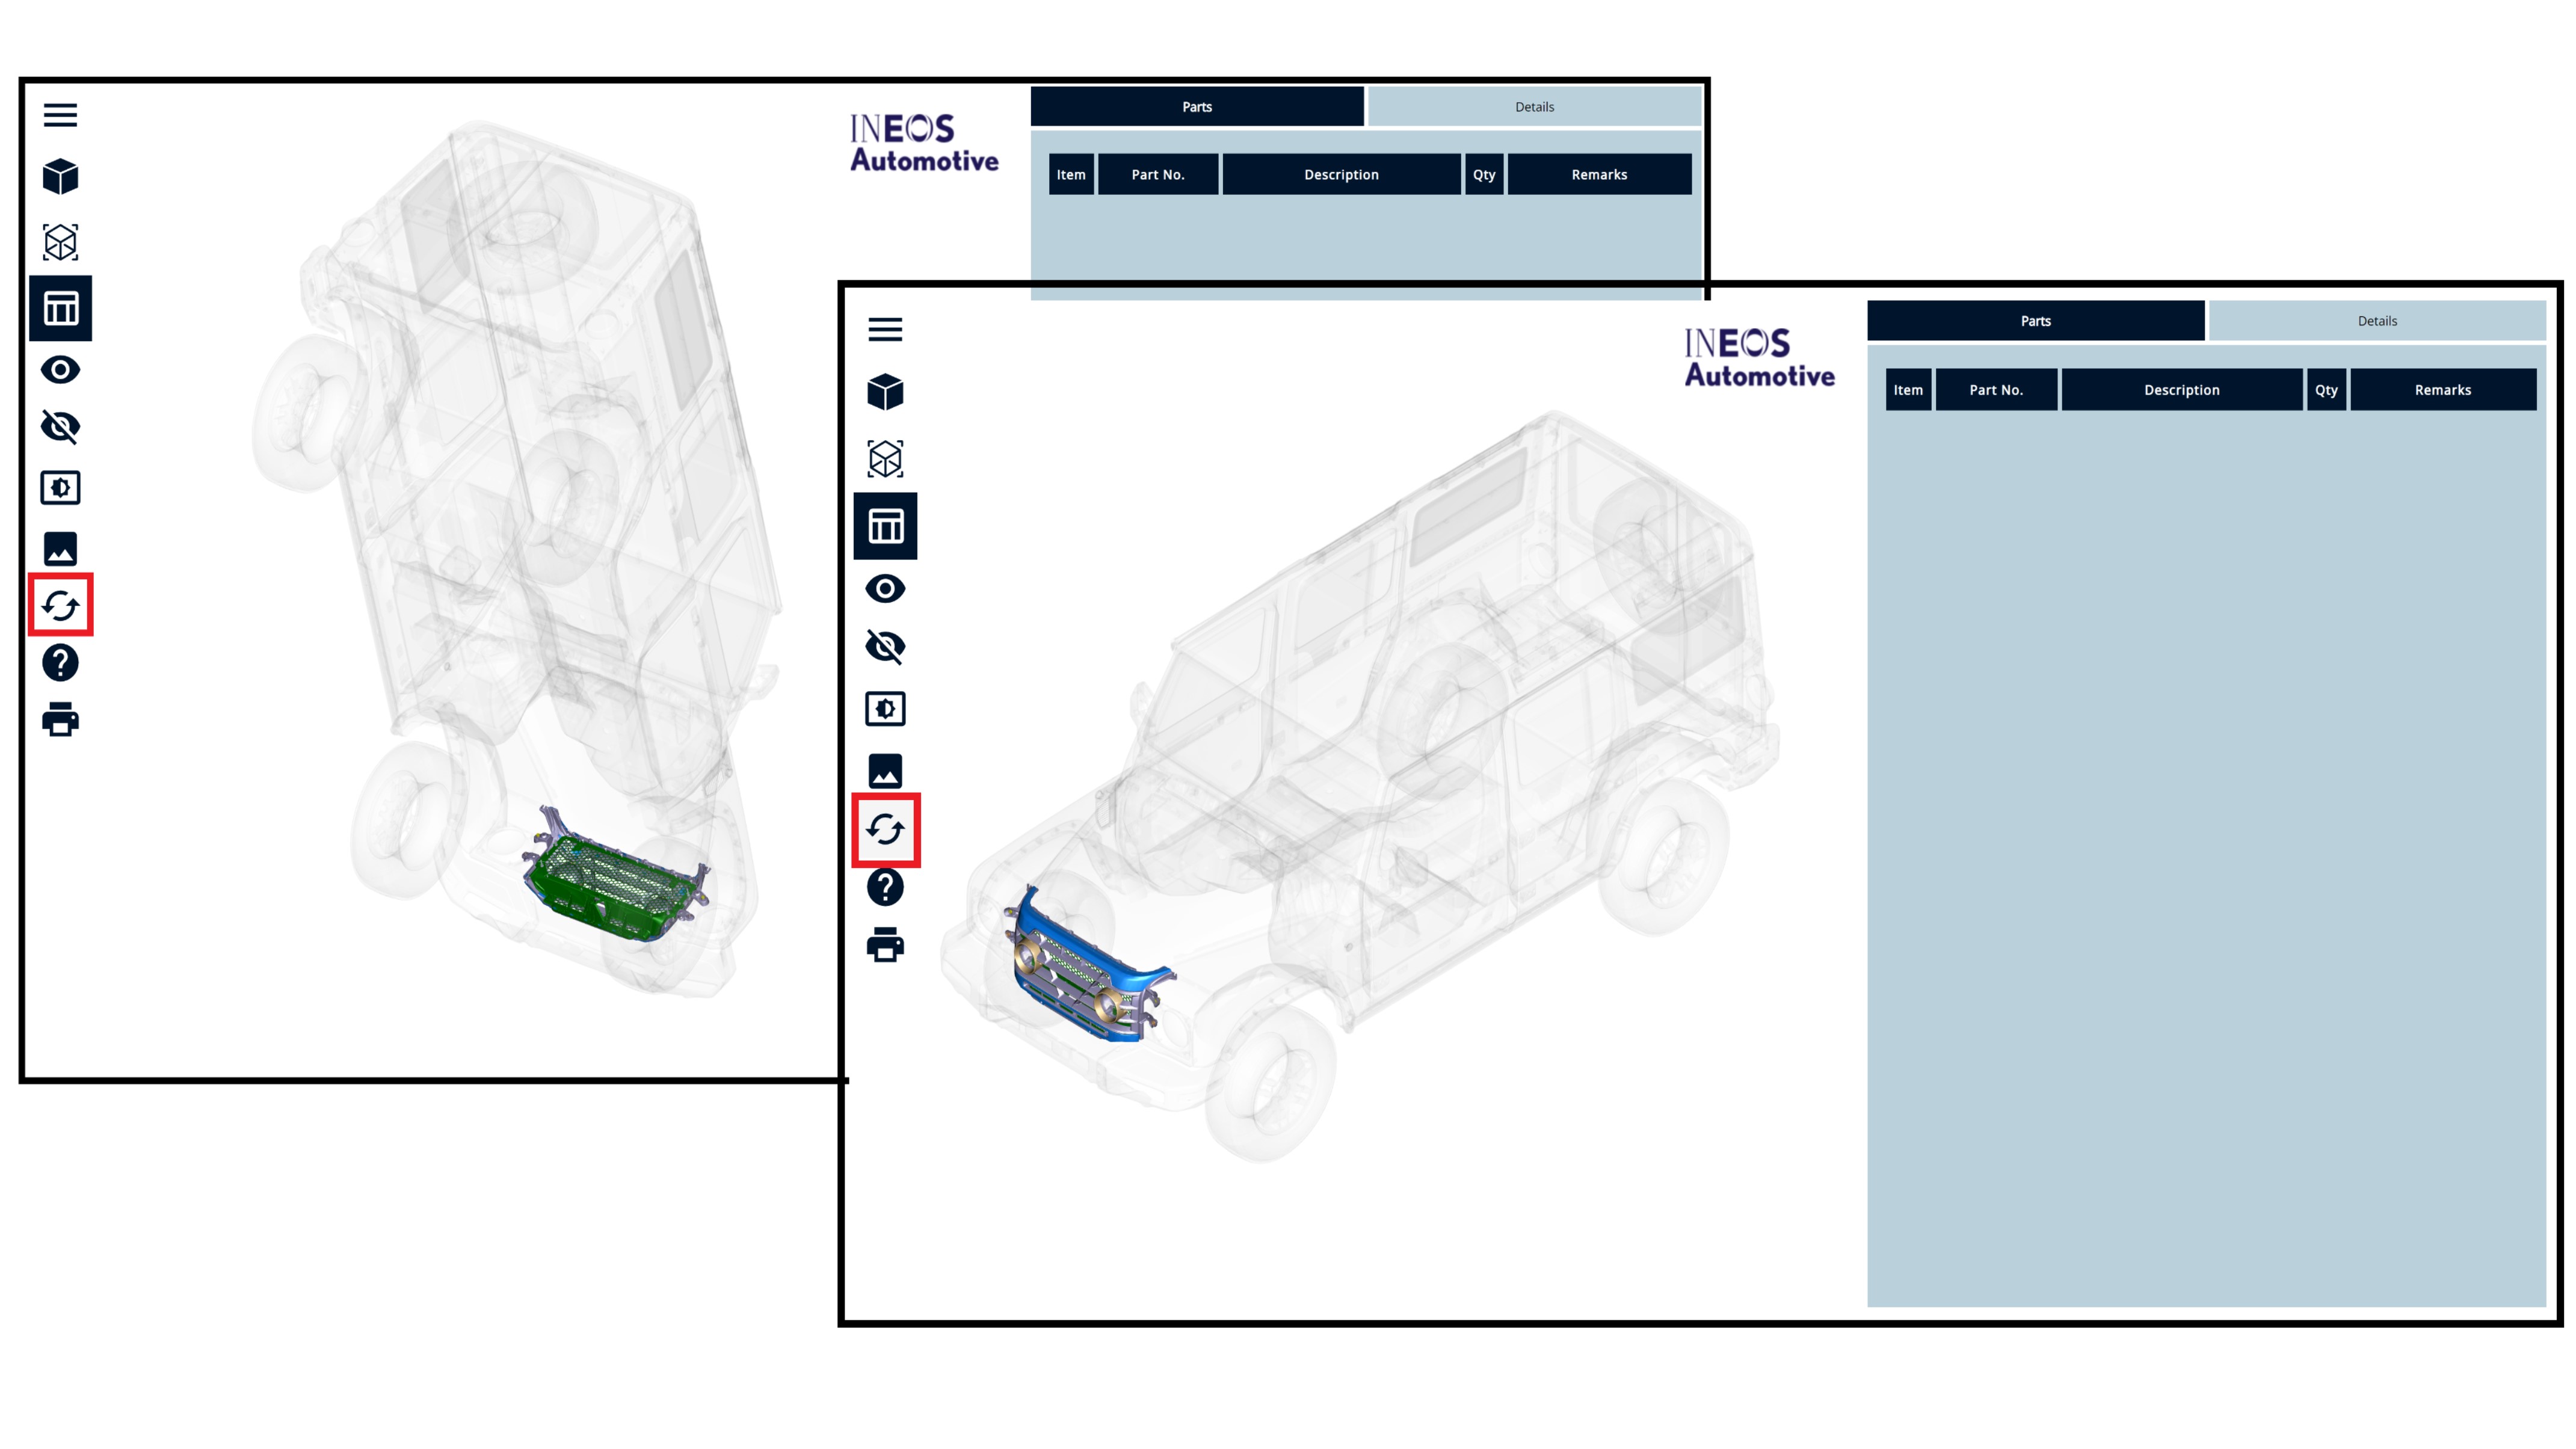 INEOS
Automotive
Parts
Details
Item
Part No.
Description
Qty
Remarks
INEOS
Automotive
Parts
Details
Item
Part No.
Description
Qty
Remarks